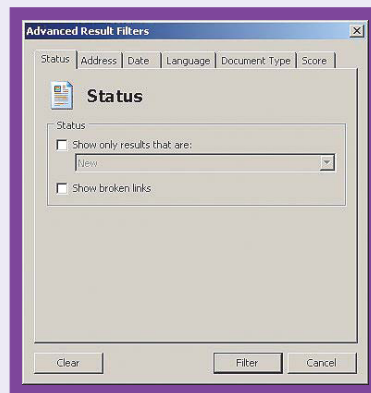 Advanced Result Filters
Status Address Date Language Document Type Score
Status
Status
Show only results that are:
New
Show broken links
Clear Filter Cancel